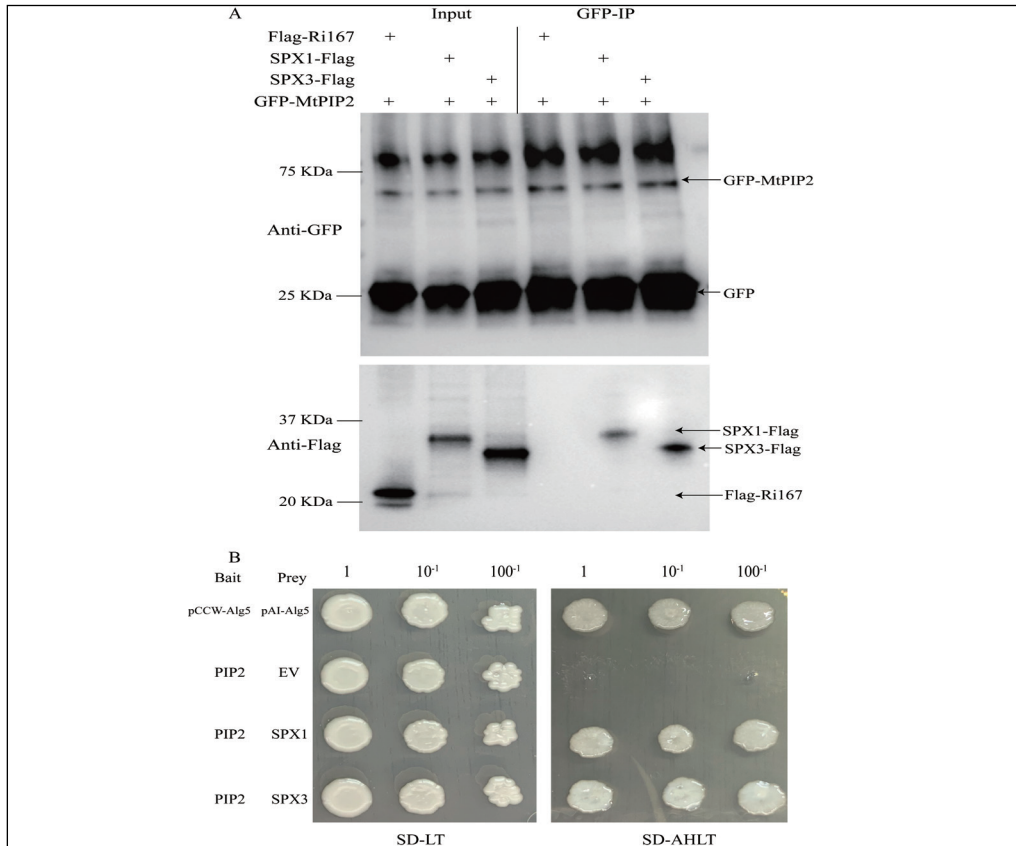 A Input GFP-IP
Flag-Ri167 + +
SPX1-Flag + +
SPX3-Flag + +
GFP-MtPIP2 + + + + + +
75 KDa
GFP-MtPIP2
Anti-GFP
25 KDa
GFP
37 KDa
SPX1-Flag
Anti-Flag
SPX3-Flag
20 KDa
Flag-Ri167
B
Bait Prey 1 10-1 100-1 1 10-1 100-1
pCCW-Alg5 pAI-Alg5
PIP2 EV
PIP2 SPX1
PIP2 SPX3
SD-LT SD-AHLT